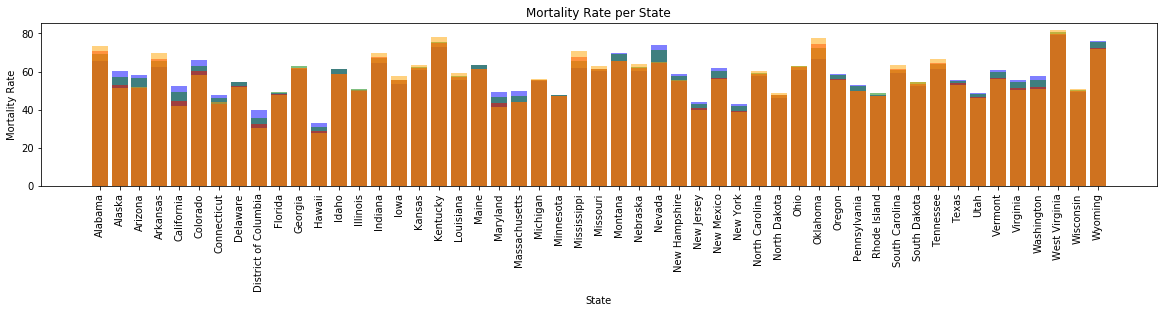 Mortality Rate per State
Mortality Rate
80
60
40
20
0
Alabama
Alaska
Arizona
Arkansas
California
Colorado
Connecticut
Delaware
District of Columbia
Florida
Georgia
Hawaii
Idaho
Illinois
Indiana
Iowa
Kansas
Kentucky
Louisiana
Maine
Maryland
Massachusetts
Michigan
Minnesota
Mississippi
Missouri
Montana
Nebraska
Nevada
New Hampshire
New Jersey
New Mexico
New York
North Carolina
North Dakota
Ohio
Oklahoma
Oregon
Pennsylvania
Rhode Island
South Carolina
South Dakota
Tennessee
Texas
Utah
Vermont
Virginia
Washington
West Virginia
Wisconsin
Wyoming
State